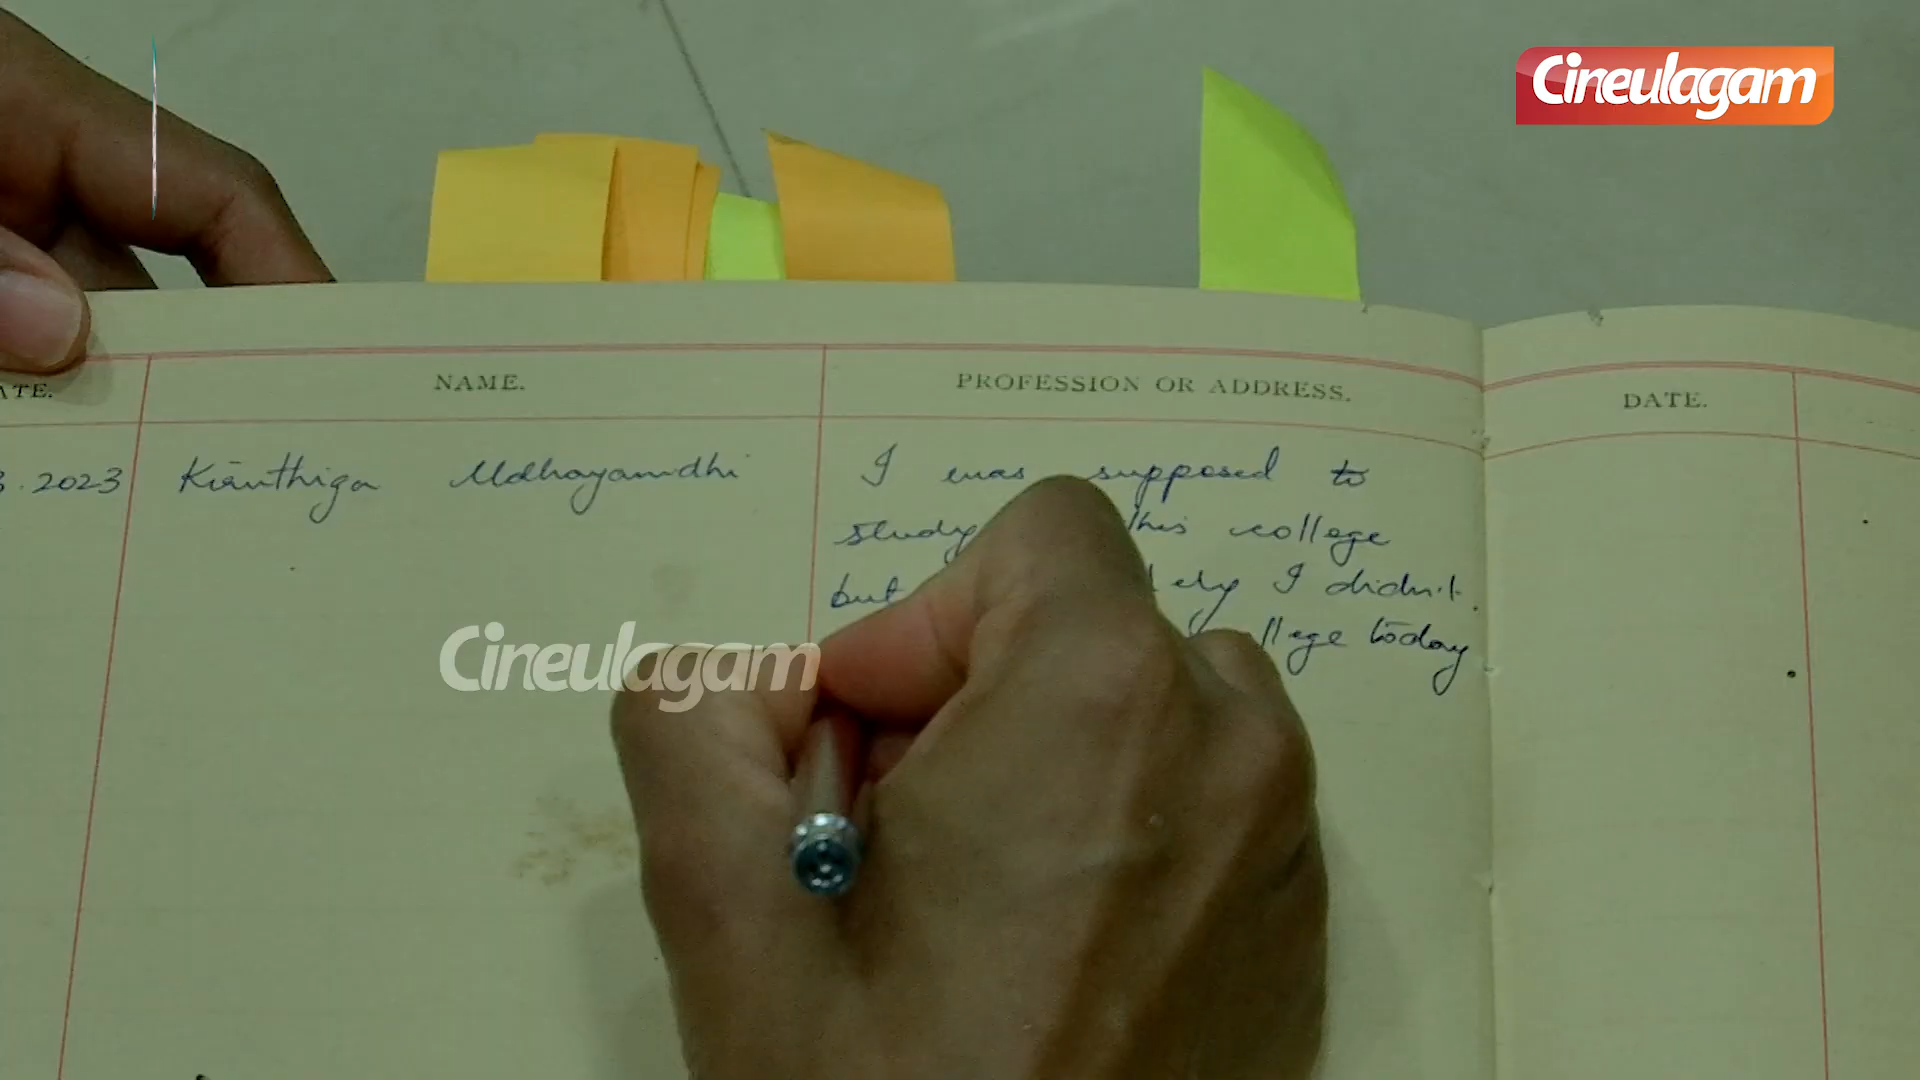 Cineulagam
ATE.
NAME.
PROFESSION OR ADDRESS.
DATE.
3.2023 Kiruthiga Udhayanidhi I was supposed to
study this college
but I didn't.
today
Cineulagam